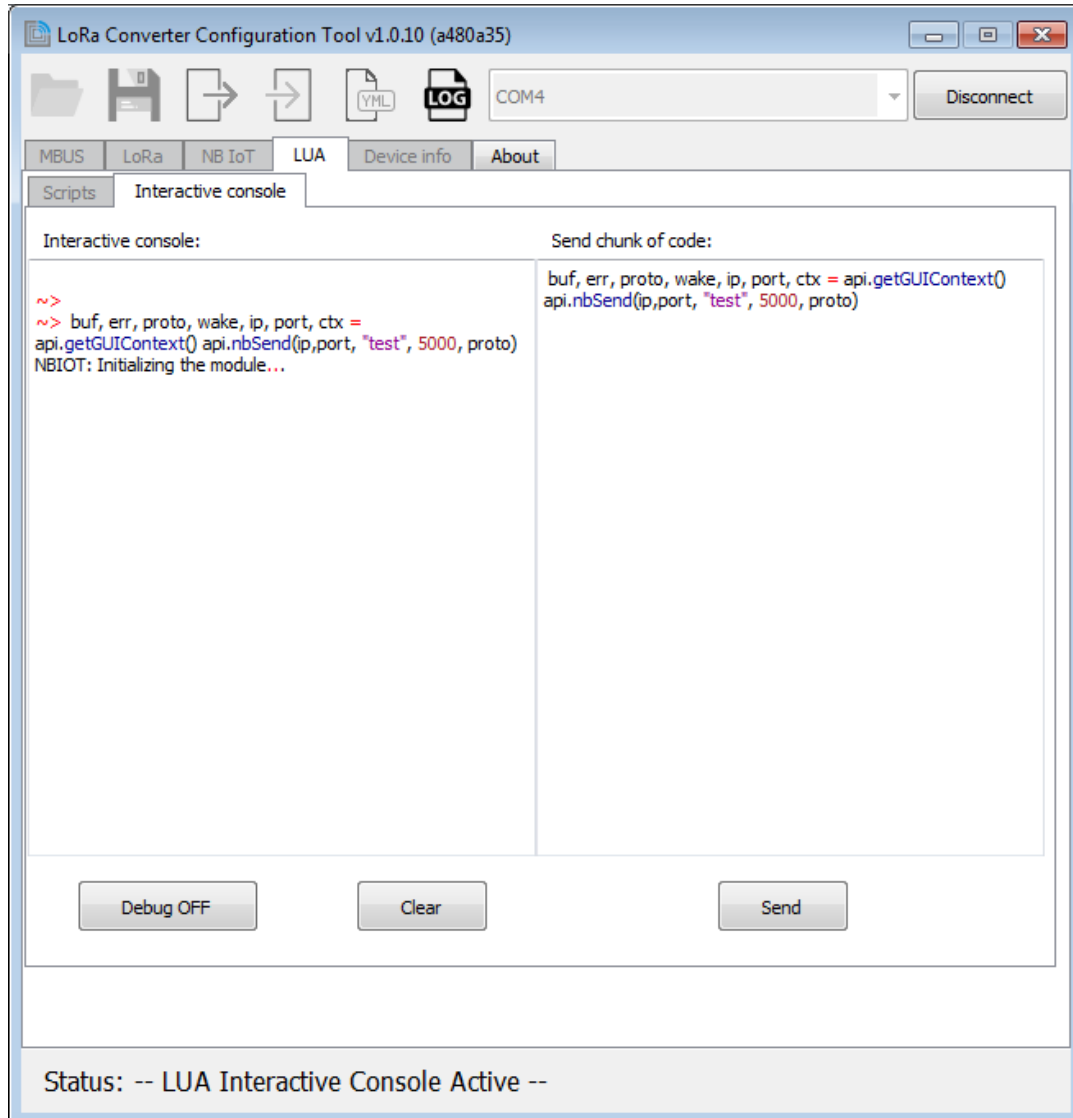 LoRa Converter Configuration Tool v1.0.10 (a480a35)
YML
LOG
COM4
Disconnect
MBUS
LoRa
NB IoT
LUA
Device info
About
Scripts
Interactive console
Interactive console:
Send chunk of code:
~>
~> buf, err, proto, wake, ip, port, ctx =
api.getGUIContext() api.nbSend(ip,port, "test", 5000, proto)
NBIOT: Initializing the module...
buf, err, proto, wake, ip, port, ctx = api.getGUIContext()
api.nbSend(ip,port, "test", 5000, proto)
Debug OFF
Clear
Send
Status: -- LUA Interactive Console Active --